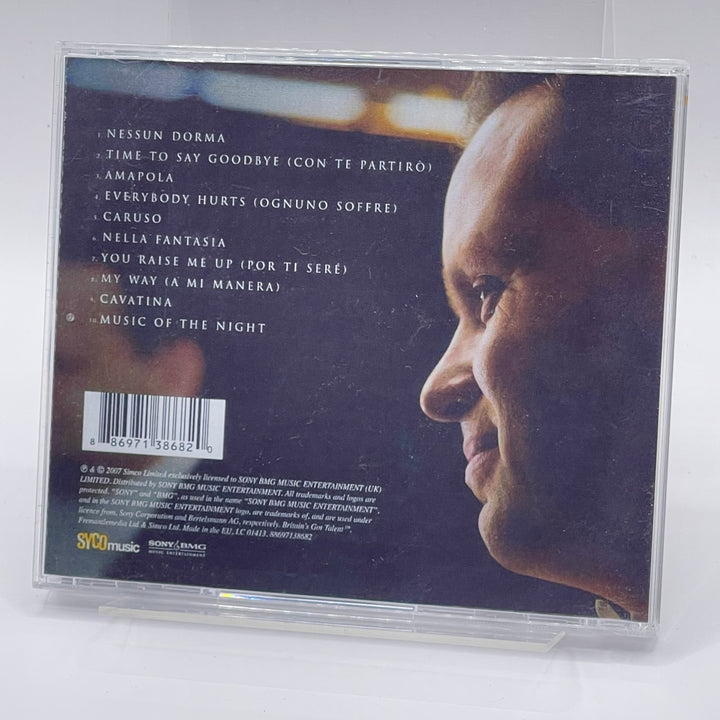 1. NESSUN DORMA
2. TIME TO SAY GOODBYE (CON TE PARTIRÒ)
3. AMAPOLA
4. EVERYBODY HURTS (OGNUNO SOFFRE)
5. CARUSO
6. NELLA FANTASIA
7. YOU RAISE ME UP (POR TI SERÉ)
8. MY WAY (A MI MANERA)
9. CAVATINA
10. MUSIC OF THE NIGHT
8 86971 38682 0
℗ & © 2007 Simco Limited exclusively licensed to SONY BMG MUSIC ENTERTAINMENT (UK)
LIMITED. Distributed by SONY BMG MUSIC ENTERTAINMENT. All trademarks and logos are
protected. "SONY" and "BMG", as used in the name "SONY BMG MUSIC ENTERTAINMENT",
and in the SONY BMG MUSIC ENTERTAINMENT logo, are trademarks of, and are used under
licence from, Sony Corporation and Bertelsmann AG, respectively. Britain's Got Talent™
Fremantlemedia Ltd & Simco Ltd. Made in the EU, LC 01413. 88697138682
SYCOmusic
SONY BMG
MUSIC ENTERTAINMENT